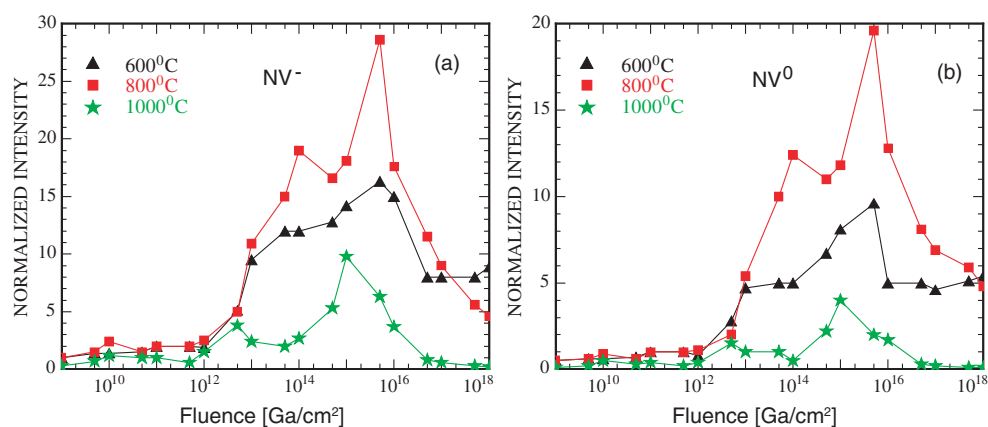 30
25
20
15
10
5
0
NORMALIZED INTENSITY
600⁰C
800⁰C
1000⁰C
NV⁻
(a)
10¹⁰ 10¹² 10¹⁴ 10¹⁶ 10¹⁸
Fluence [Ga/cm²]
20
15
10
5
0
NORMALIZED INTENSITY
600⁰C
800⁰C
1000⁰C
NV⁰
(b)
10¹⁰ 10¹² 10¹⁴ 10¹⁶ 10¹⁸
Fluence [Ga/cm²]